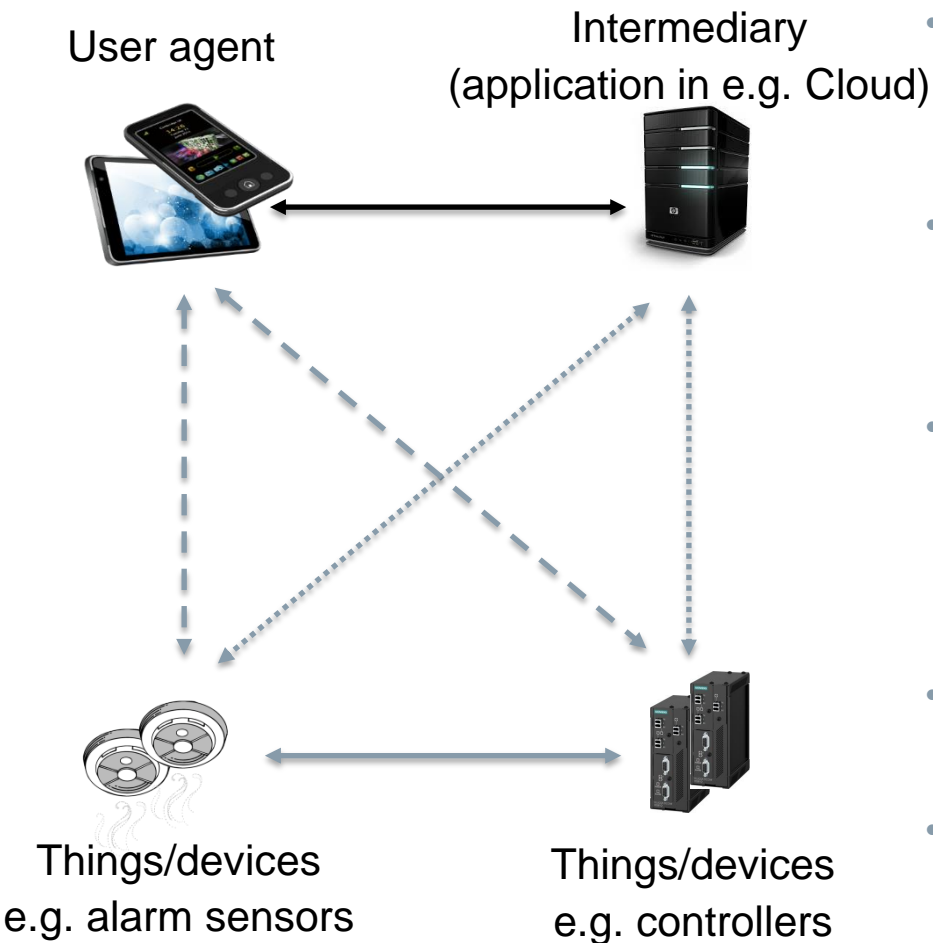 User agent
Intermediary
(application in e.g. Cloud)
Things/devices
e.g. alarm sensors
Things/devices
e.g. controllers